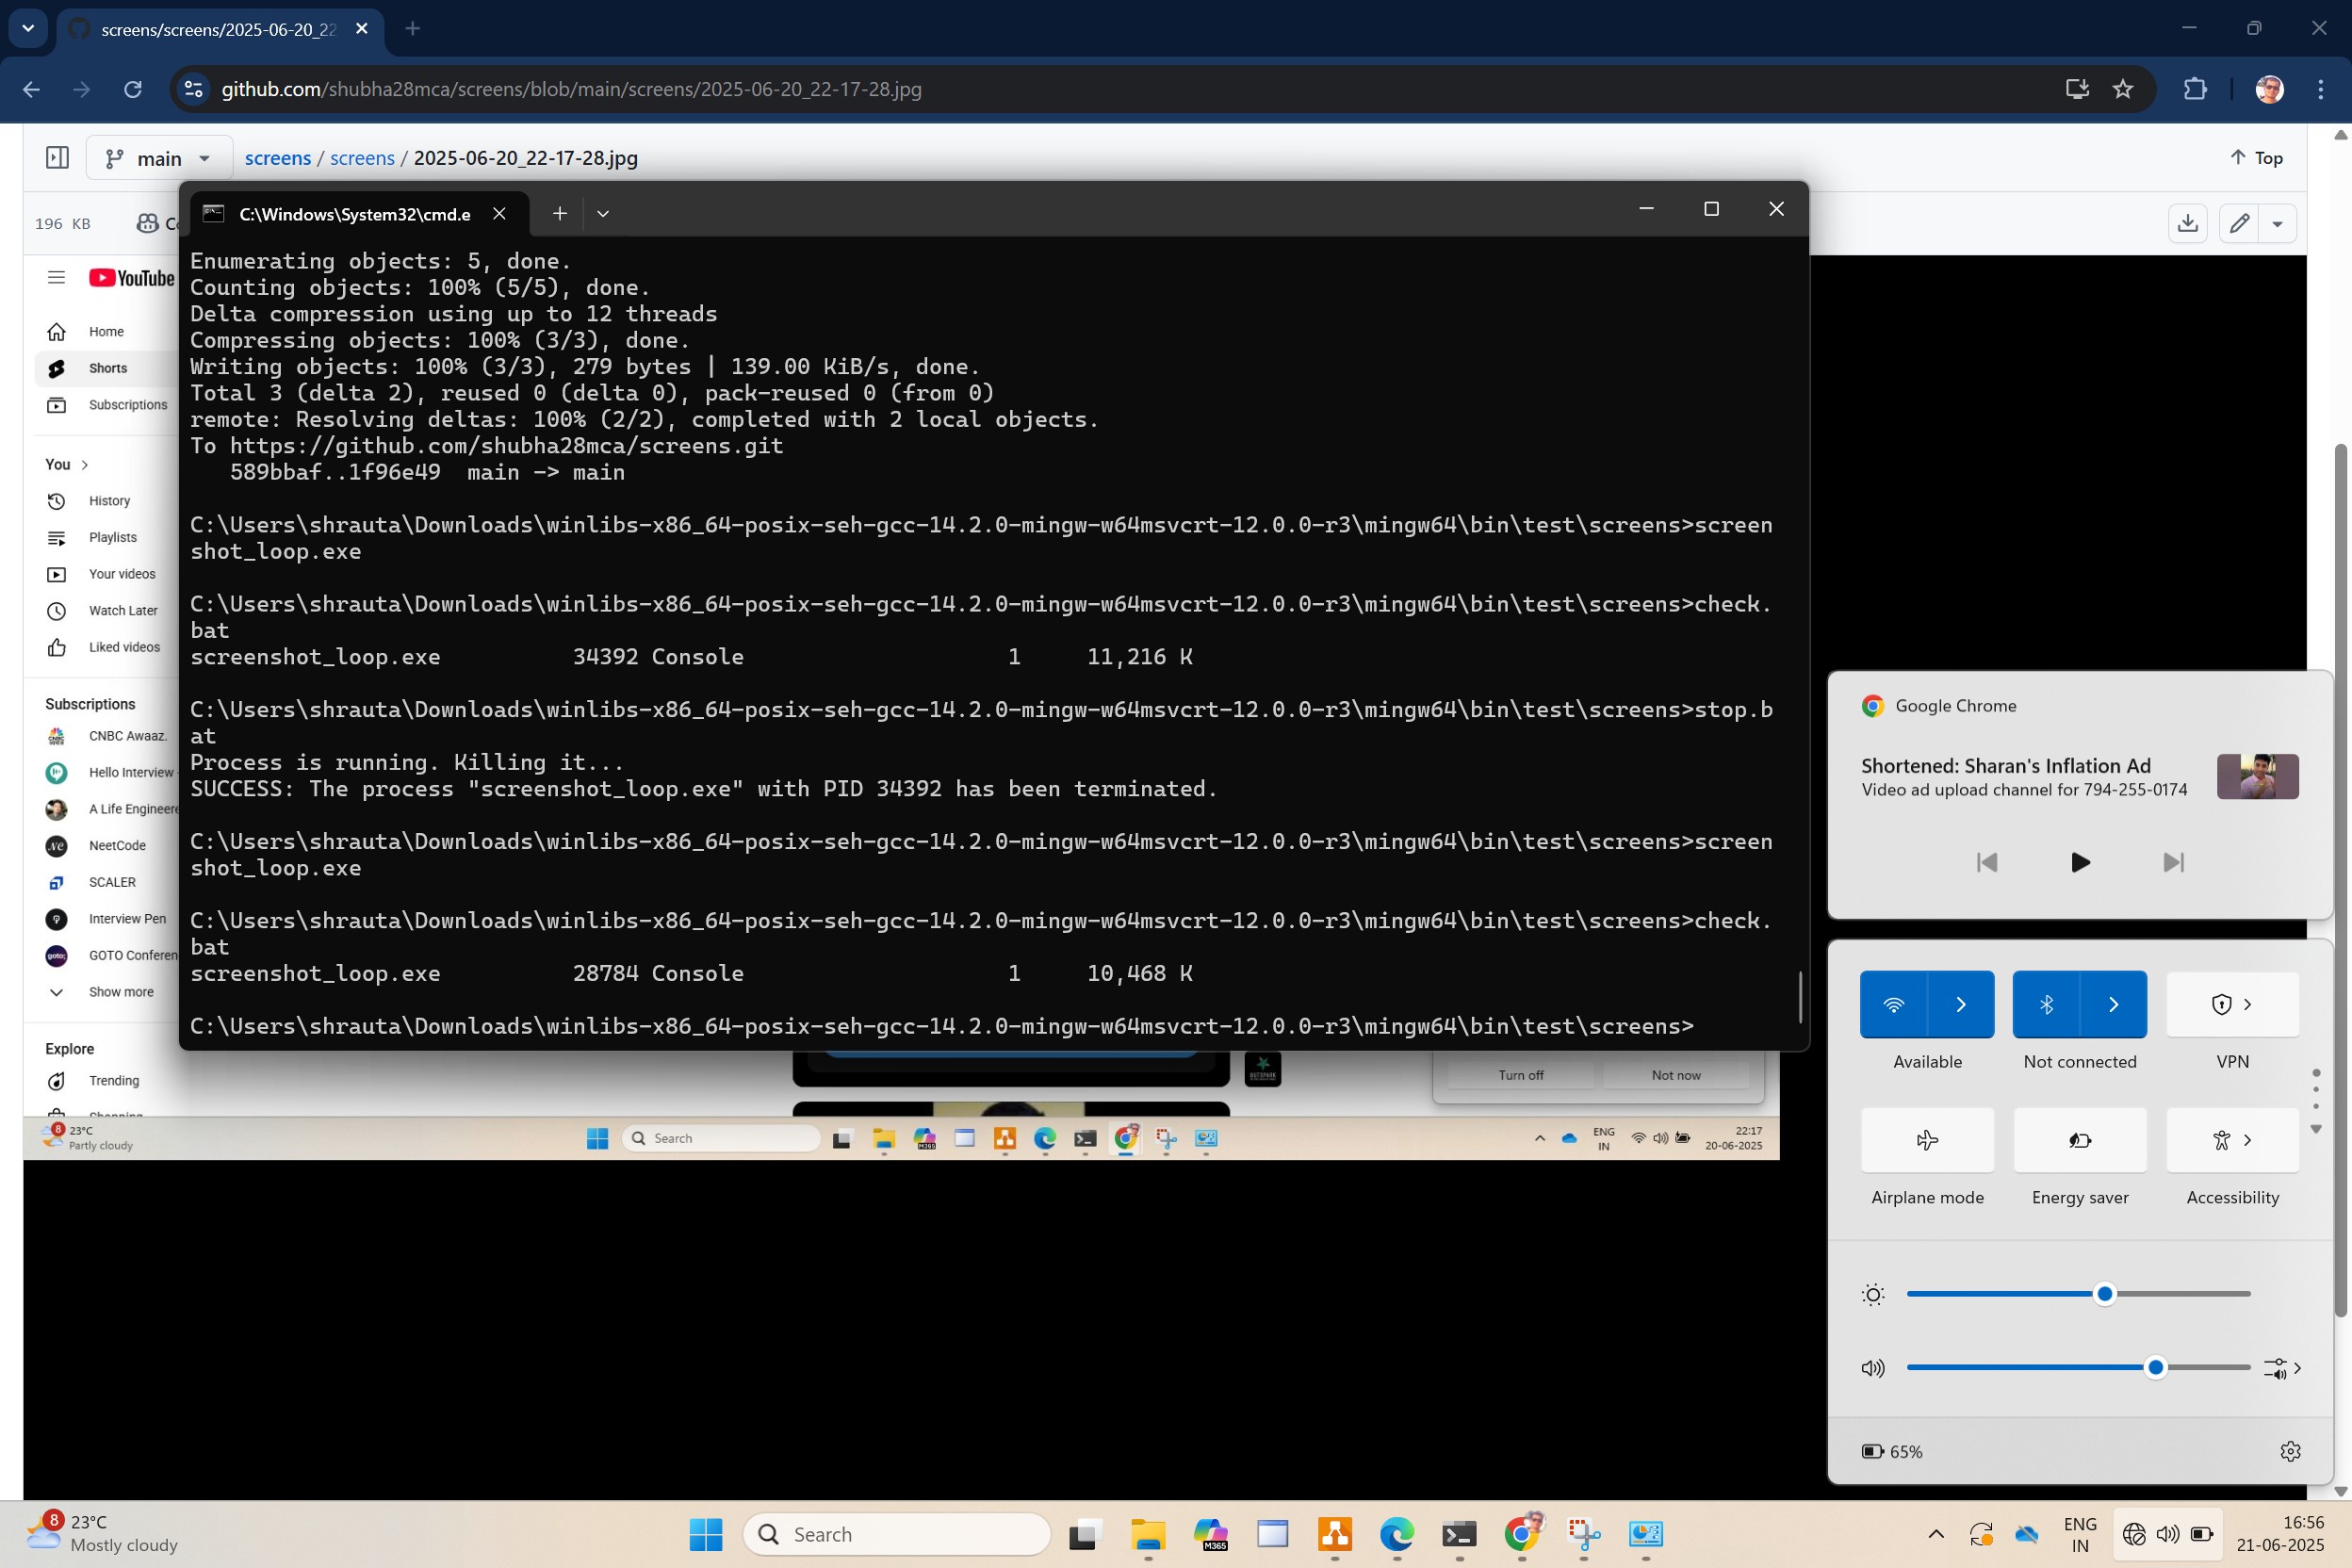 screens/screens/2025-06-20_22
github.com/shubha28mca/screens/blob/main/screens/2025-06-20_22-17-28.jpg
main
screens / screens / 2025-06-20_22-17-28.jpg
Top
196 KB
C:\Windows\System32\cmd.e
YouTube
Home
Shorts
Subscriptions
You
History
Playlists
Your videos
Watch Later
Liked videos
Subscriptions
CNBC Awaaz.
Hello Interview
A Life Engineere
NeetCode
SCALER
Interview Pen
GOTO Conferen
Show more
Explore
Trending
Enumerating objects: 5, done.
Counting objects: 100% (5/5), done.
Delta compression using up to 12 threads
Compressing objects: 100% (3/3), done.
Writing objects: 100% (3/3), 279 bytes | 139.00 KiB/s, done.
Total 3 (delta 2), reused 0 (delta 0), pack-reused 0 (from 0)
remote: Resolving deltas: 100% (2/2), completed with 2 local objects.
To https://github.com/shubha28mca/screens.git
589bbaf..1f96e49  main -> main
C:\Users\shrauta\Downloads\winlibs-x86_64-posix-seh-gcc-14.2.0-mingw-w64msvcrt-12.0.0-r3\mingw64\bin\test\screens>screen
shot_loop.exe
C:\Users\shrauta\Downloads\winlibs-x86_64-posix-seh-gcc-14.2.0-mingw-w64msvcrt-12.0.0-r3\mingw64\bin\test\screens>check.
bat
screenshot_loop.exe 34392 Console 1 11,216 K
C:\Users\shrauta\Downloads\winlibs-x86_64-posix-seh-gcc-14.2.0-mingw-w64msvcrt-12.0.0-r3\mingw64\bin\test\screens>stop.b
at
Process is running. Killing it...
SUCCESS: The process "screenshot_loop.exe" with PID 34392 has been terminated.
C:\Users\shrauta\Downloads\winlibs-x86_64-posix-seh-gcc-14.2.0-mingw-w64msvcrt-12.0.0-r3\mingw64\bin\test\screens>screen
shot_loop.exe
C:\Users\shrauta\Downloads\winlibs-x86_64-posix-seh-gcc-14.2.0-mingw-w64msvcrt-12.0.0-r3\mingw64\bin\test\screens>check.
bat
screenshot_loop.exe 28784 Console 1 10,468 K
C:\Users\shrauta\Downloads\winlibs-x86_64-posix-seh-gcc-14.2.0-mingw-w64msvcrt-12.0.0-r3\mingw64\bin\test\screens>
Turn off
Not now
8
23°C
Partly cloudy
Search
M365
ENG
IN
22:17
20-06-2025
Google Chrome
Shortened: Sharan's Inflation Ad
Video ad upload channel for 794-255-0174
Available
Not connected
VPN
Airplane mode
Energy saver
Accessibility
65%
8
23°C
Mostly cloudy
Search
M365
ENG
IN
16:56
21-06-2025